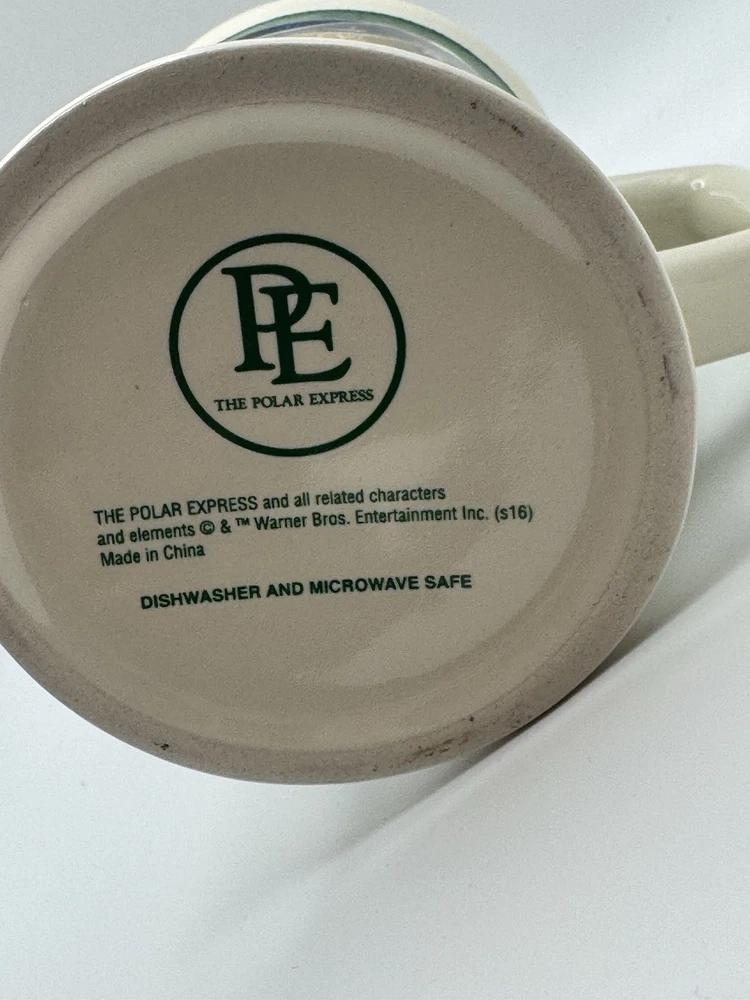 PE
THE POLAR EXPRESS
THE POLAR EXPRESS and all related characters
and elements © & ™ Warner Bros. Entertainment Inc. (s16)
Made in China
DISHWASHER AND MICROWAVE SAFE